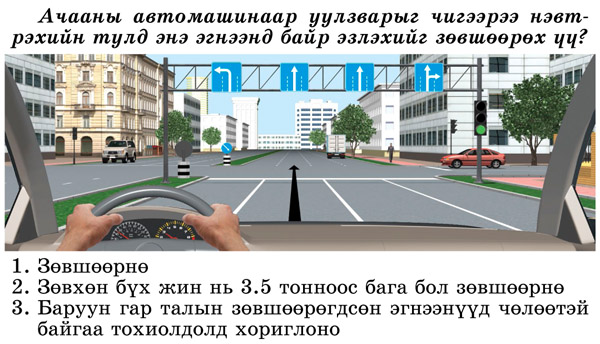 Ачааны автомашинаар уулзварыг чигээрээ нэвт-
рэхийн тулд энэ эгнээнд байр эзлэхийг зөвшөөрөх үү?
1. Зөвшөөрнө
2. Зөвхөн бүх жин нь 3.5 тонноос бага бол зөвшөөрнө
3. Баруун гар талын зөвшөөрөгдсөн эгнээнүүд чөлөөтэй
байгаа тохиолдолд хориглоно